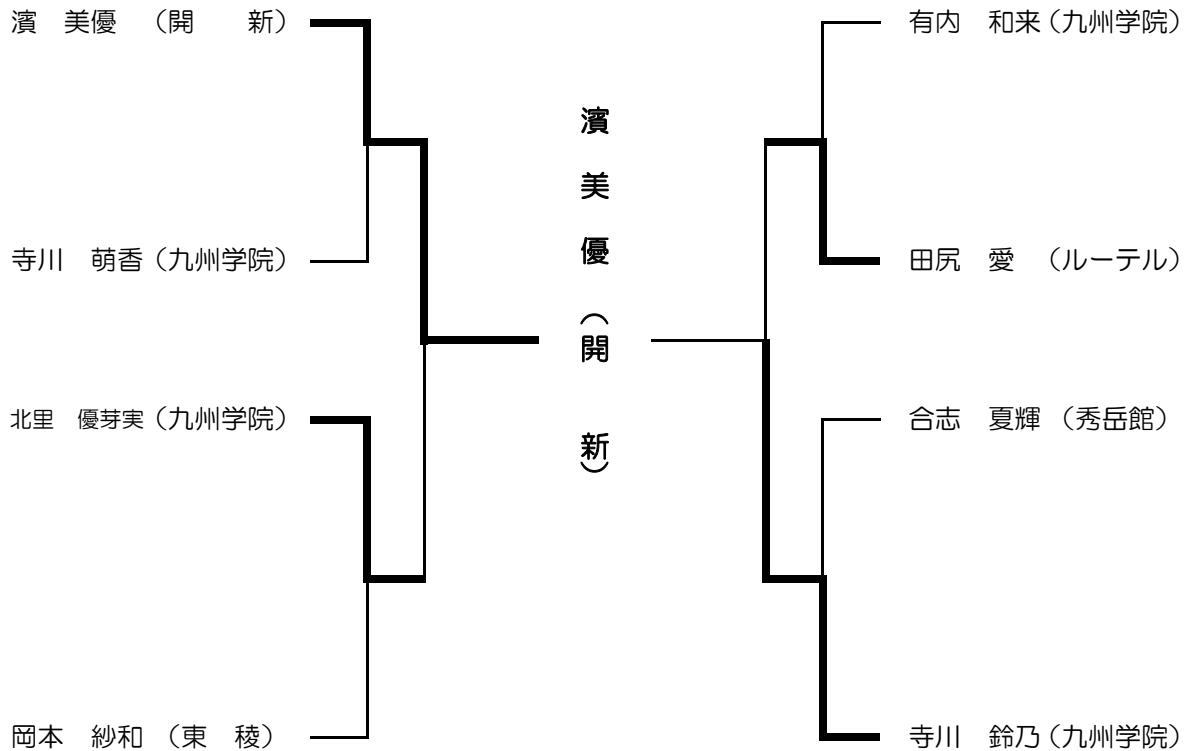 濱　美優　（開　　新）
寺川　萌香（九州学院）
北里　優芽実（九州学院）
岡本　紗和　（東　稜）
濱美優（開　新）
有内　和来（九州学院）
田尻　愛　（ルーテル）
合志　夏輝　（秀岳館）
寺川　鈴乃（九州学院）